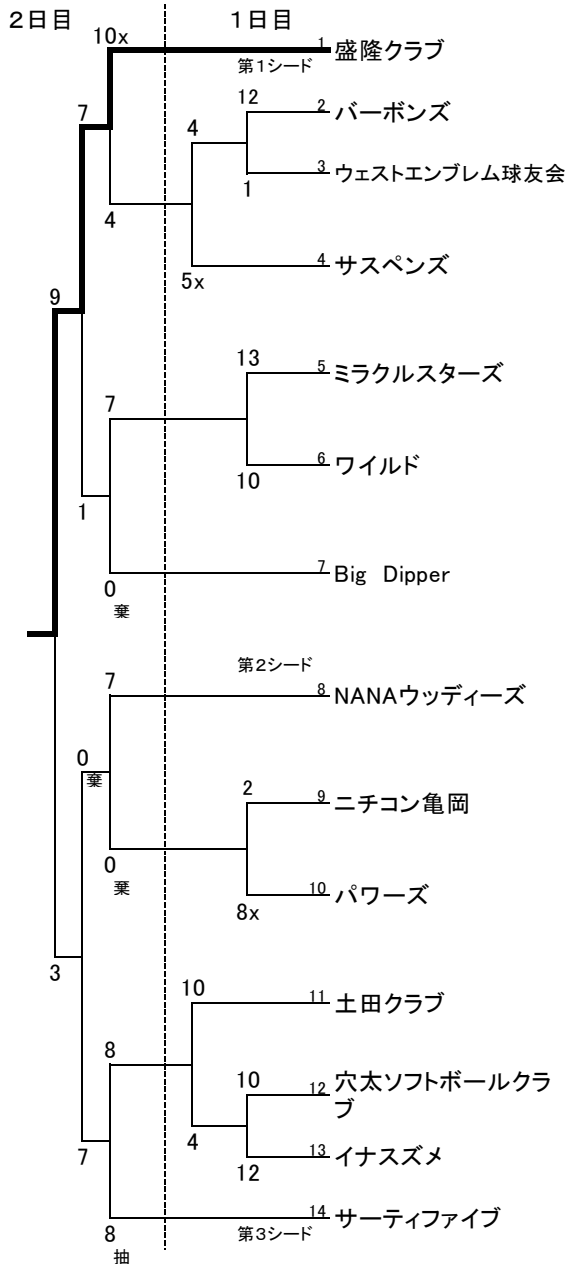 ２日目 １日目
10x
1 盛隆クラブ
第1シード
7
12
2 バーボンズ
4
3 ウェストエンブレム球友会
1
4
4 サスペンズ
5x
9
13
5 ミラクルスターズ
7
6 ワイルド
10
1
7 Big Dipper
0
棄
第2シード
7
8 NANAウッディーズ
0
棄
2
9 ニチコン亀岡
0
棄
10 パワーズ
8x
3
10
11 土田クラブ
8
10
12 穴太ソフトボールクラ
ブ
4
7
13 イナスズメ
12
14 サーティファイブ
8
第3シード
抽